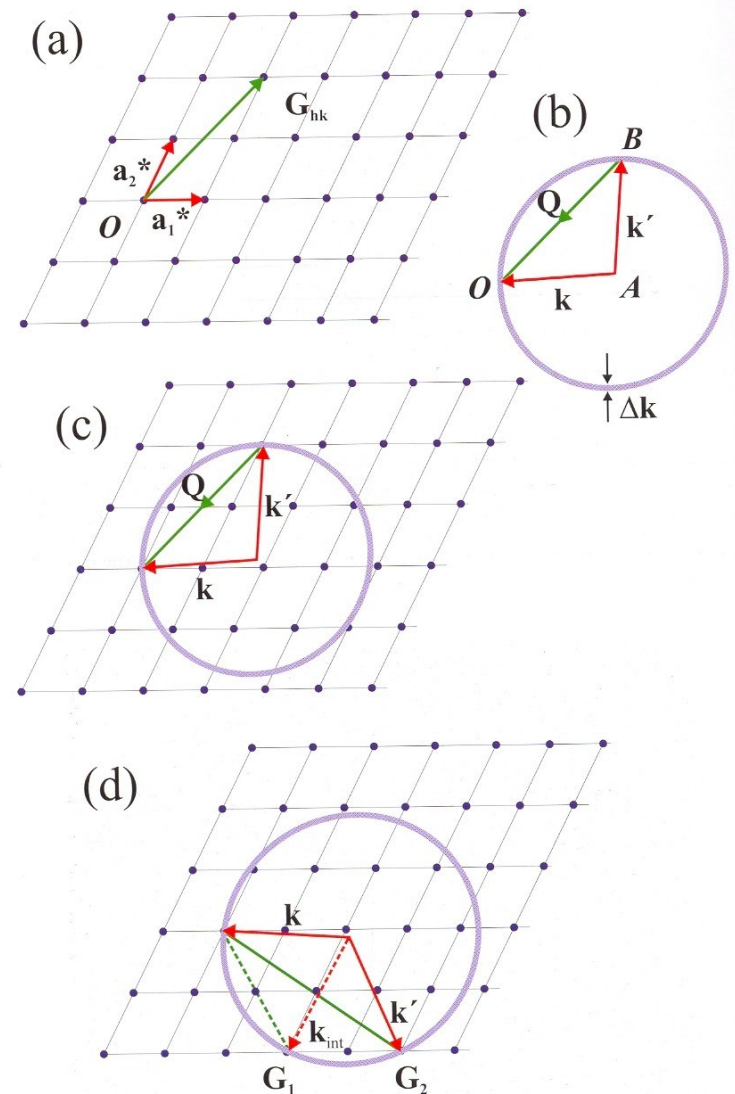 (a)
G_hk
a_2*
O
a_1*
(b)
B
Q
k´
O
k
A
Δk
(c)
Q
k´
k
(d)
k
k´
k_int
G_1
G_2